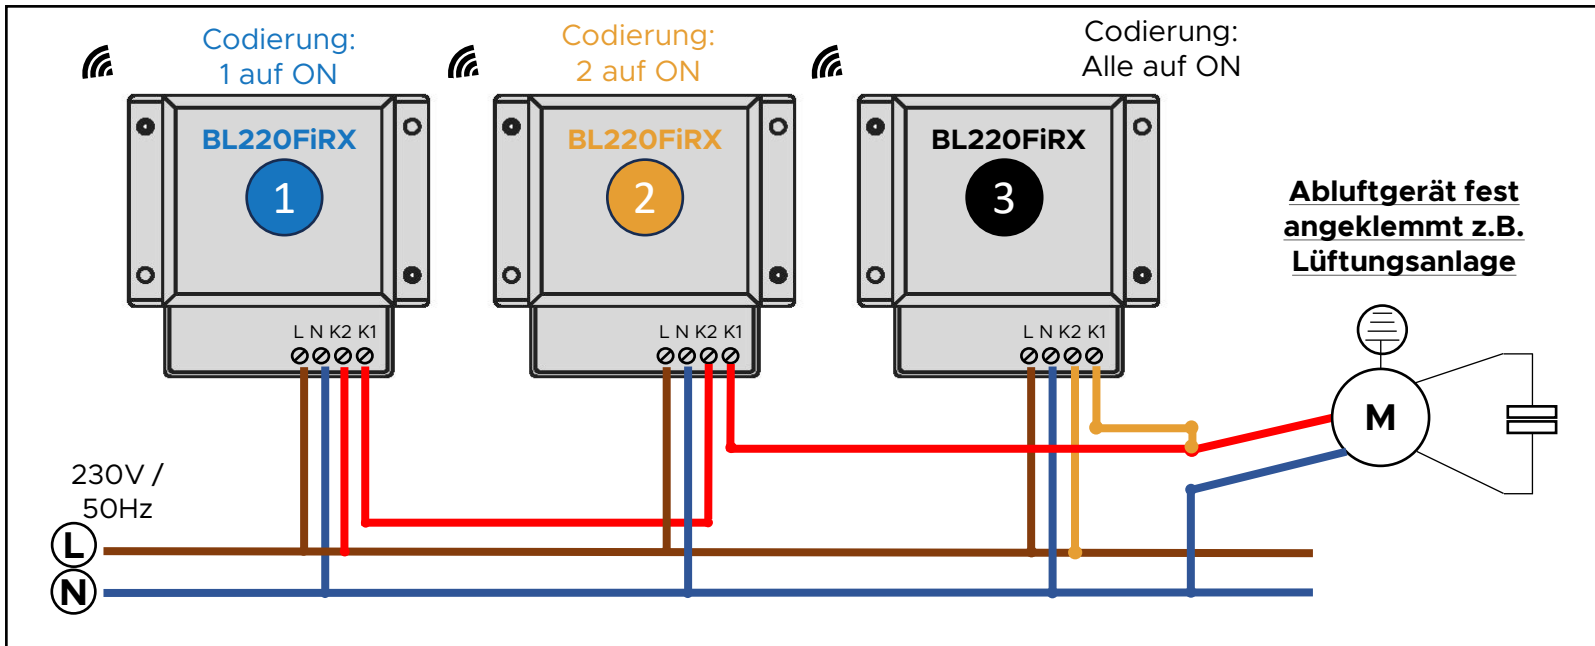 Codierung:
1 auf ON
Codierung:
2 auf ON
Codierung:
Alle auf ON
BL220FiRX
1
BL220FiRX
2
BL220FiRX
3
Abluftgerät fest
angeklemmt z.B.
Lüftungsanlage
L N K2 K1
L N K2 K1
L N K2 K1
M
230V /
50Hz
L
N